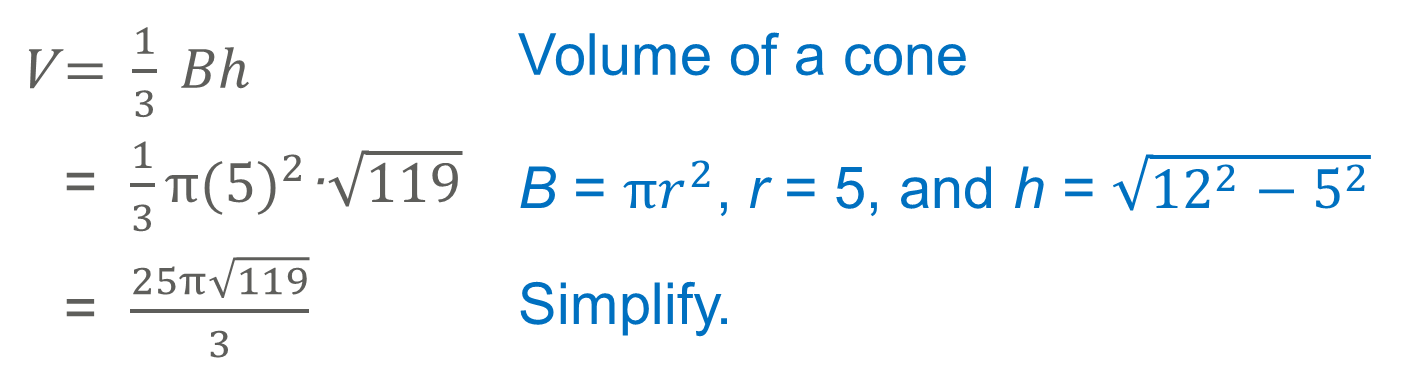 V = 1/3 Bh Volume of a cone
= 1/3 π(5)² · √119 B = πr², r = 5, and h = √(12² − 5²)
= 25π√119/3 Simplify.